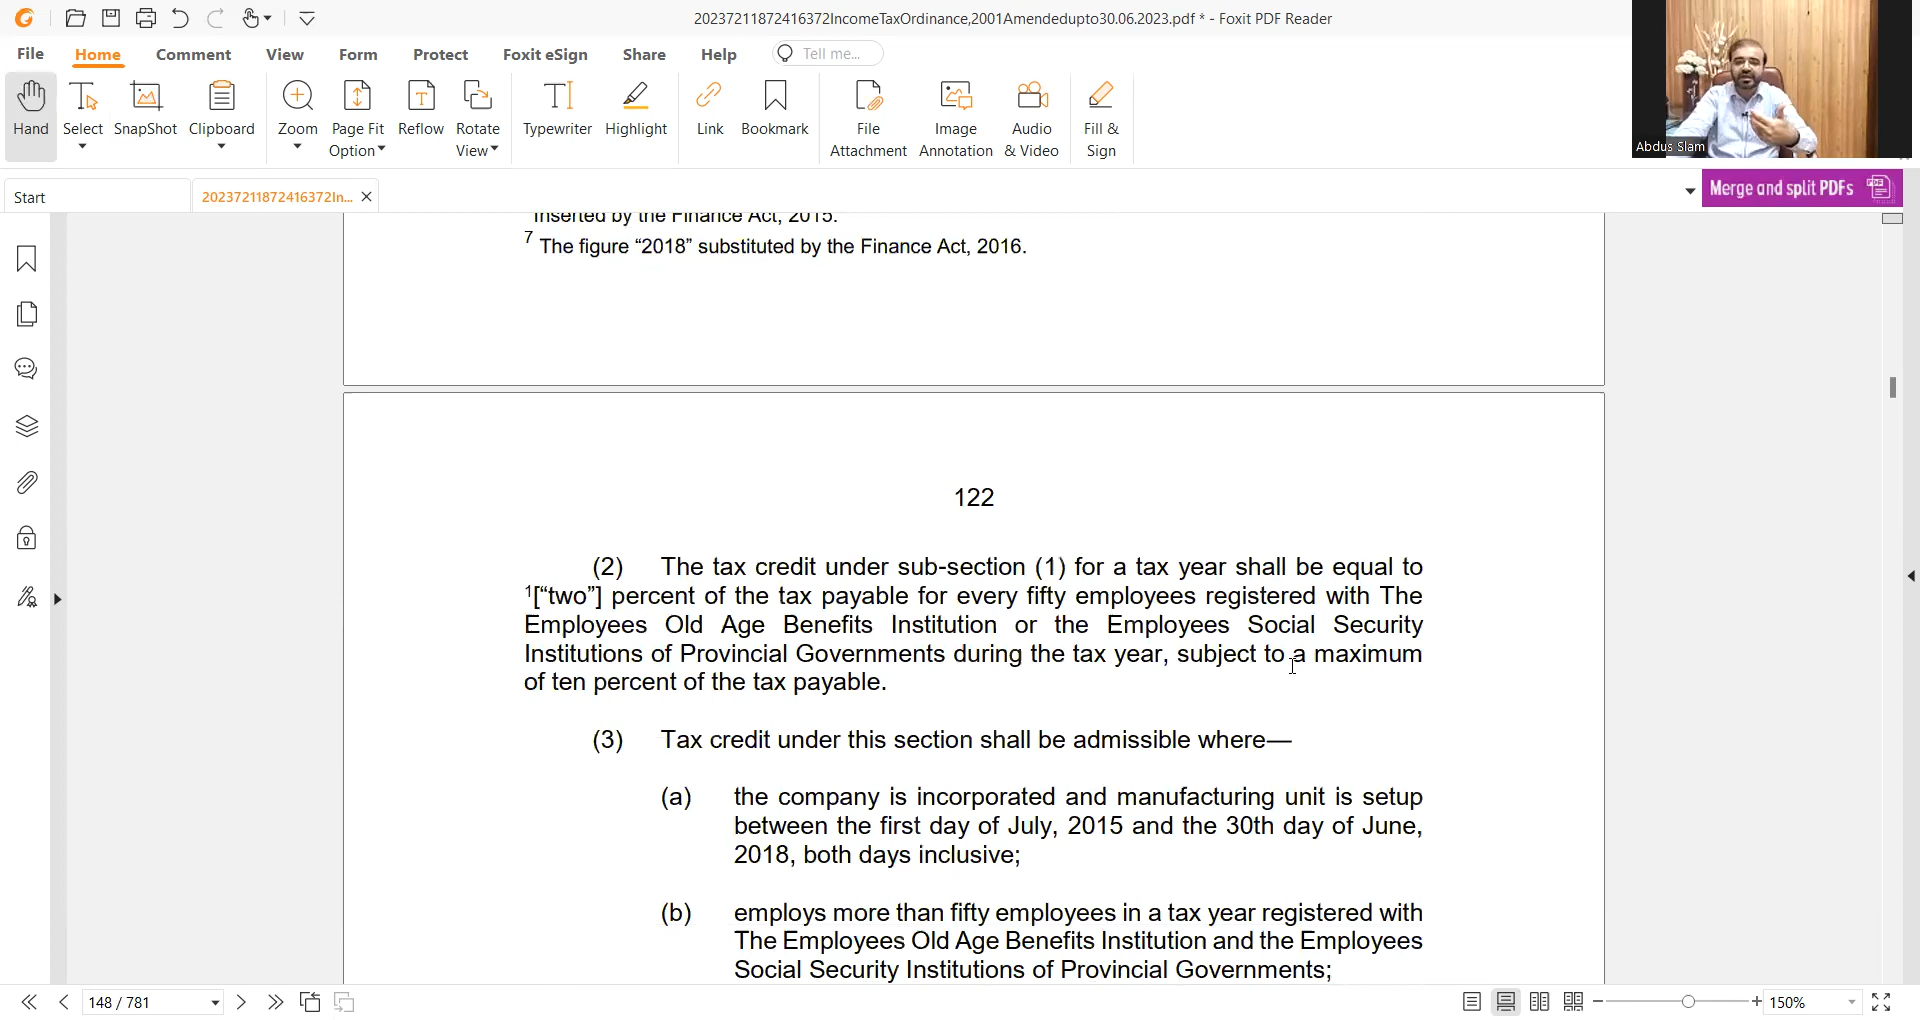 20237211872416372IncomeTaxOrdinance,2001Amendedupto30.06.2023.pdf * - Foxit PDF Reader
File Home Comment View Form Protect Foxit eSign Share Help Tell me...
Hand Select SnapShot Clipboard Zoom Page Fit Option Reflow Rotate View Typewriter Highlight Link Bookmark File Attachment Image Annotation Audio & Video Fill & Sign
Abdus Slam
Start
20237211872416372In...
Merge and split PDFs
Inserted by the Finance Act, 2015.
7 The figure “2018” substituted by the Finance Act, 2016.
122
(2) The tax credit under sub-section (1) for a tax year shall be equal to
1[“two”] percent of the tax payable for every fifty employees registered with The
Employees Old Age Benefits Institution or the Employees Social Security
Institutions of Provincial Governments during the tax year, subject to a maximum
of ten percent of the tax payable.
(3) Tax credit under this section shall be admissible where—
(a) the company is incorporated and manufacturing unit is setup
between the first day of July, 2015 and the 30th day of June,
2018, both days inclusive;
(b) employs more than fifty employees in a tax year registered with
The Employees Old Age Benefits Institution and the Employees
Social Security Institutions of Provincial Governments;
148 / 781
150%